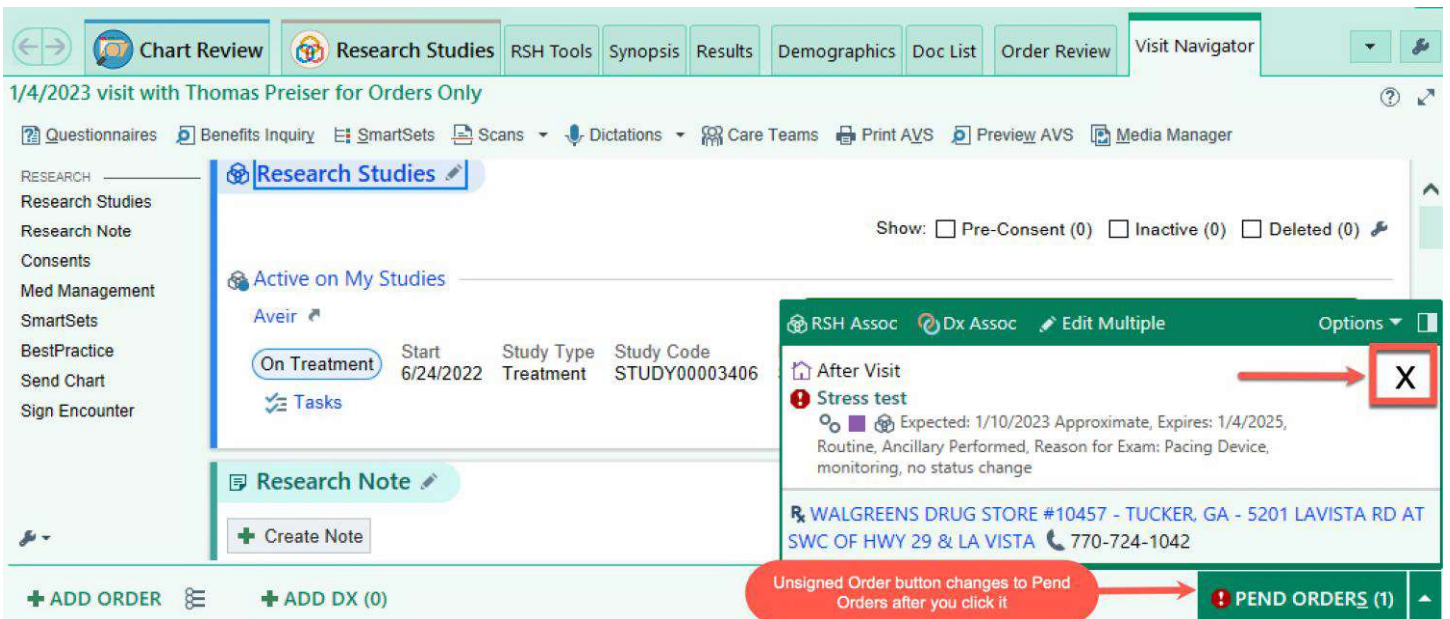 Chart Review
Research Studies
RSH Tools
Synopsis
Results
Demographics
Doc List
Order Review
Visit Navigator
1/4/2023 visit with Thomas Preiser for Orders Only
Questionnaires
Benefits Inquiry
SmartSets
Scans
Dictations
Care Teams
Print AVS
Preview AVS
Media Manager
RESEARCH
Research Studies
Research Note
Consents
Med Management
SmartSets
BestPractice
Send Chart
Sign Encounter
Research Studies
Show: Pre-Consent (0) Inactive (0) Deleted (0)
Active on My Studies
Aveir
On Treatment
Start
6/24/2022
Study Type
Treatment
Study Code
STUDY00003406
Tasks
Research Note
Create Note
RSH Assoc
Dx Assoc
Edit Multiple
Options
X
After Visit
Stress test
Expected: 1/10/2023 Approximate, Expires: 1/4/2025,
Routine, Ancillary Performed, Reason for Exam: Pacing Device,
monitoring, no status change
WALGREENS DRUG STORE #10457 - TUCKER, GA - 5201 LAVISTA RD AT
SWC OF HWY 29 & LA VISTA 770-724-1042
ADD ORDER
ADD DX (0)
Unsigned Order button changes to Pend
Orders after you click it
PEND ORDERS (1)